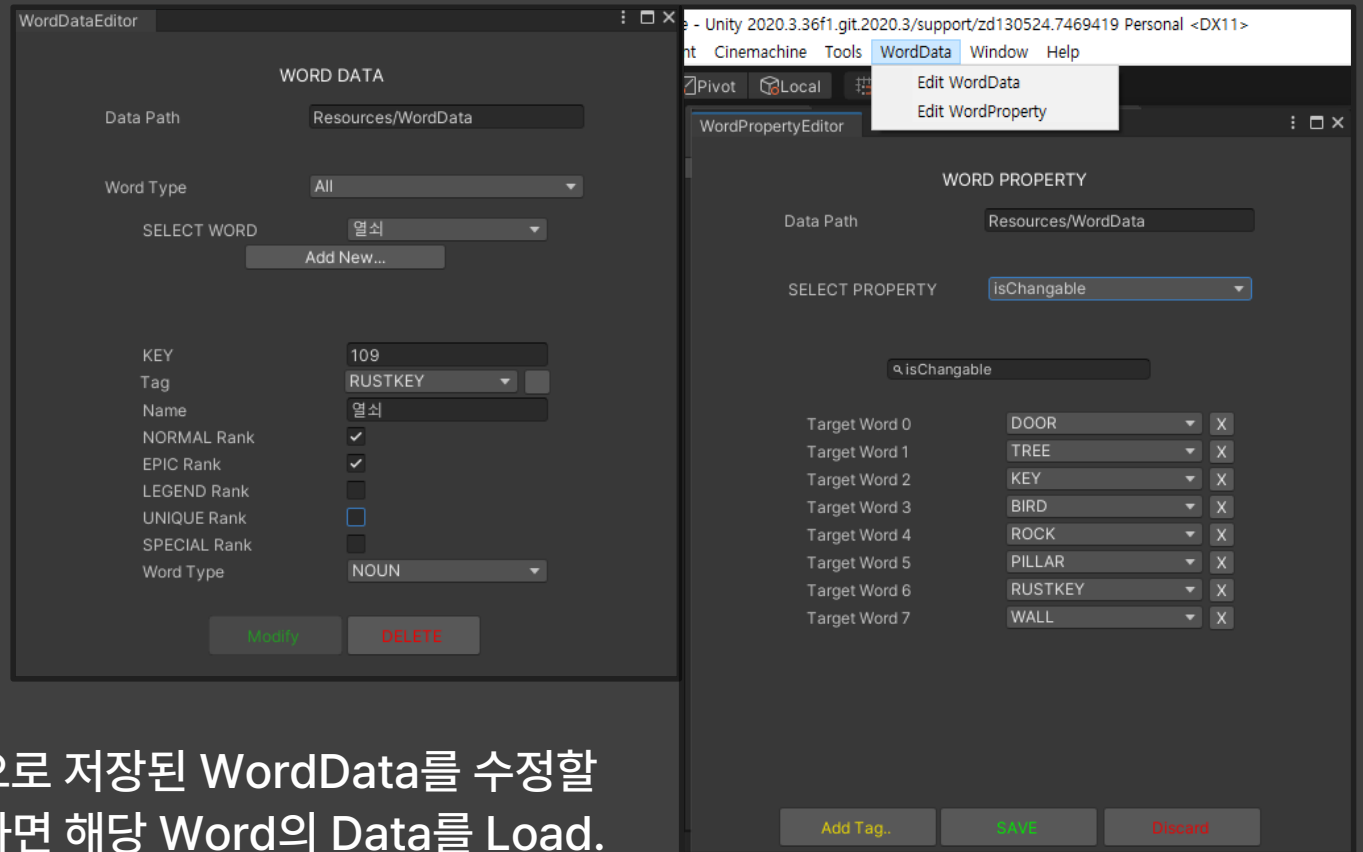 WordDataEditor
WORD DATA
Data Path Resources/WordData
Word Type All
SELECT WORD 열쇠
Add New...
KEY 109
Tag RUSTKEY
Name 열쇠
NORMAL Rank
EPIC Rank
LEGEND Rank
UNIQUE Rank
SPECIAL Rank
Word Type NOUN
Modify DELETE
- Unity 2020.3.36f1.git.2020.3/support/zd130524.7469419 Personal <DX11>
Cinemachine Tools WordData Window Help
Pivot Local
Edit WordData
Edit WordProperty
WordPropertyEditor
WORD PROPERTY
Data Path Resources/WordData
SELECT PROPERTY isChangable
isChangable
Target Word 0 DOOR X
Target Word 1 TREE X
Target Word 2 KEY X
Target Word 3 BIRD X
Target Word 4 ROCK X
Target Word 5 PILLAR X
Target Word 6 RUSTKEY X
Target Word 7 WALL X
Add Tag.. SAVE Discard
로 저장된 WordData를 수정할
면 해당 Word의 Data를 Load.